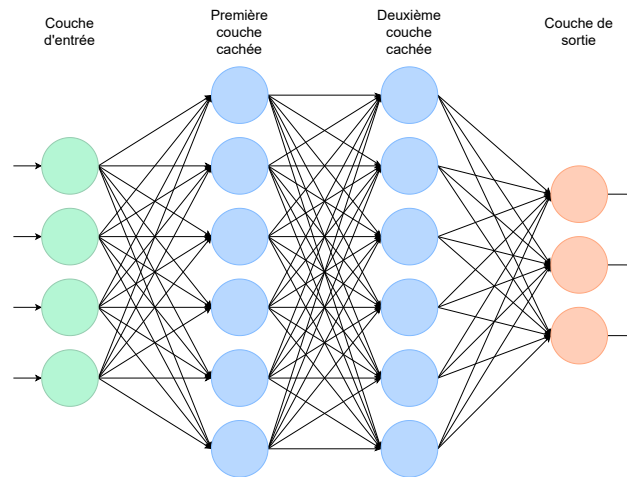 Couche
d'entrée
Première
couche
cachée
Deuxième
couche
cachée
Couche de
sortie